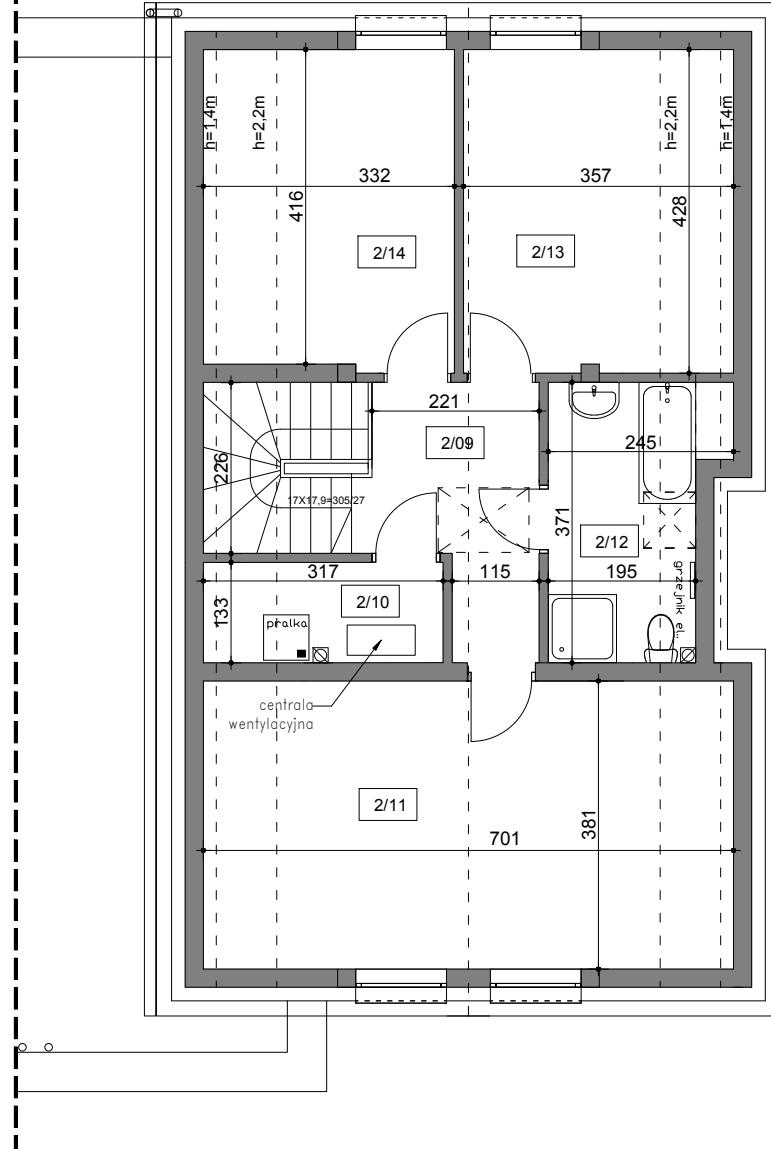 h=1,4m
h=2,2m
h=2,2m
h=1,4m
332
357
416
428
2/14
2/13
221
2/09
245
226
17X17,9=305/27
371
2/12
317
115
195
133
2/10
grzejnik el..
pralka
centrala
wentylacyjna
2/11
381
701